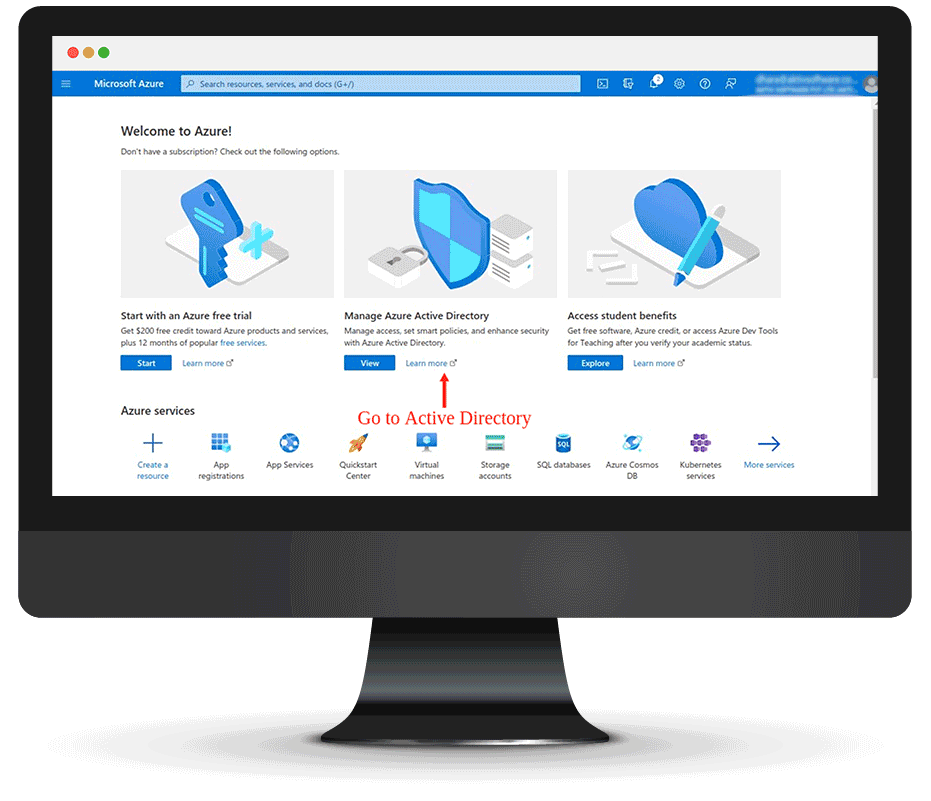 Microsoft Azure
Search resources, services, and docs (G+/)
2
Welcome to Azure!
Don't have a subscription? Check out the following options.
Start with an Azure free trial
Get $200 free credit toward Azure products and services,
plus 12 months of popular free services.
Start
Learn more
Manage Azure Active Directory
Manage access, set smart policies, and enhance security
with Azure Active Directory.
View
Learn more
Access student benefits
Get free software, Azure credit, or access Azure Dev Tools
for Teaching after you verify your academic status.
Explore
Learn more
Go to Active Directory
Azure services
Create a
resource
App
registrations
App Services
Quickstart
Center
Virtual
machines
Storage
accounts
SQL
SQL databases
Azure Cosmos
DB
Kubernetes
services
More services